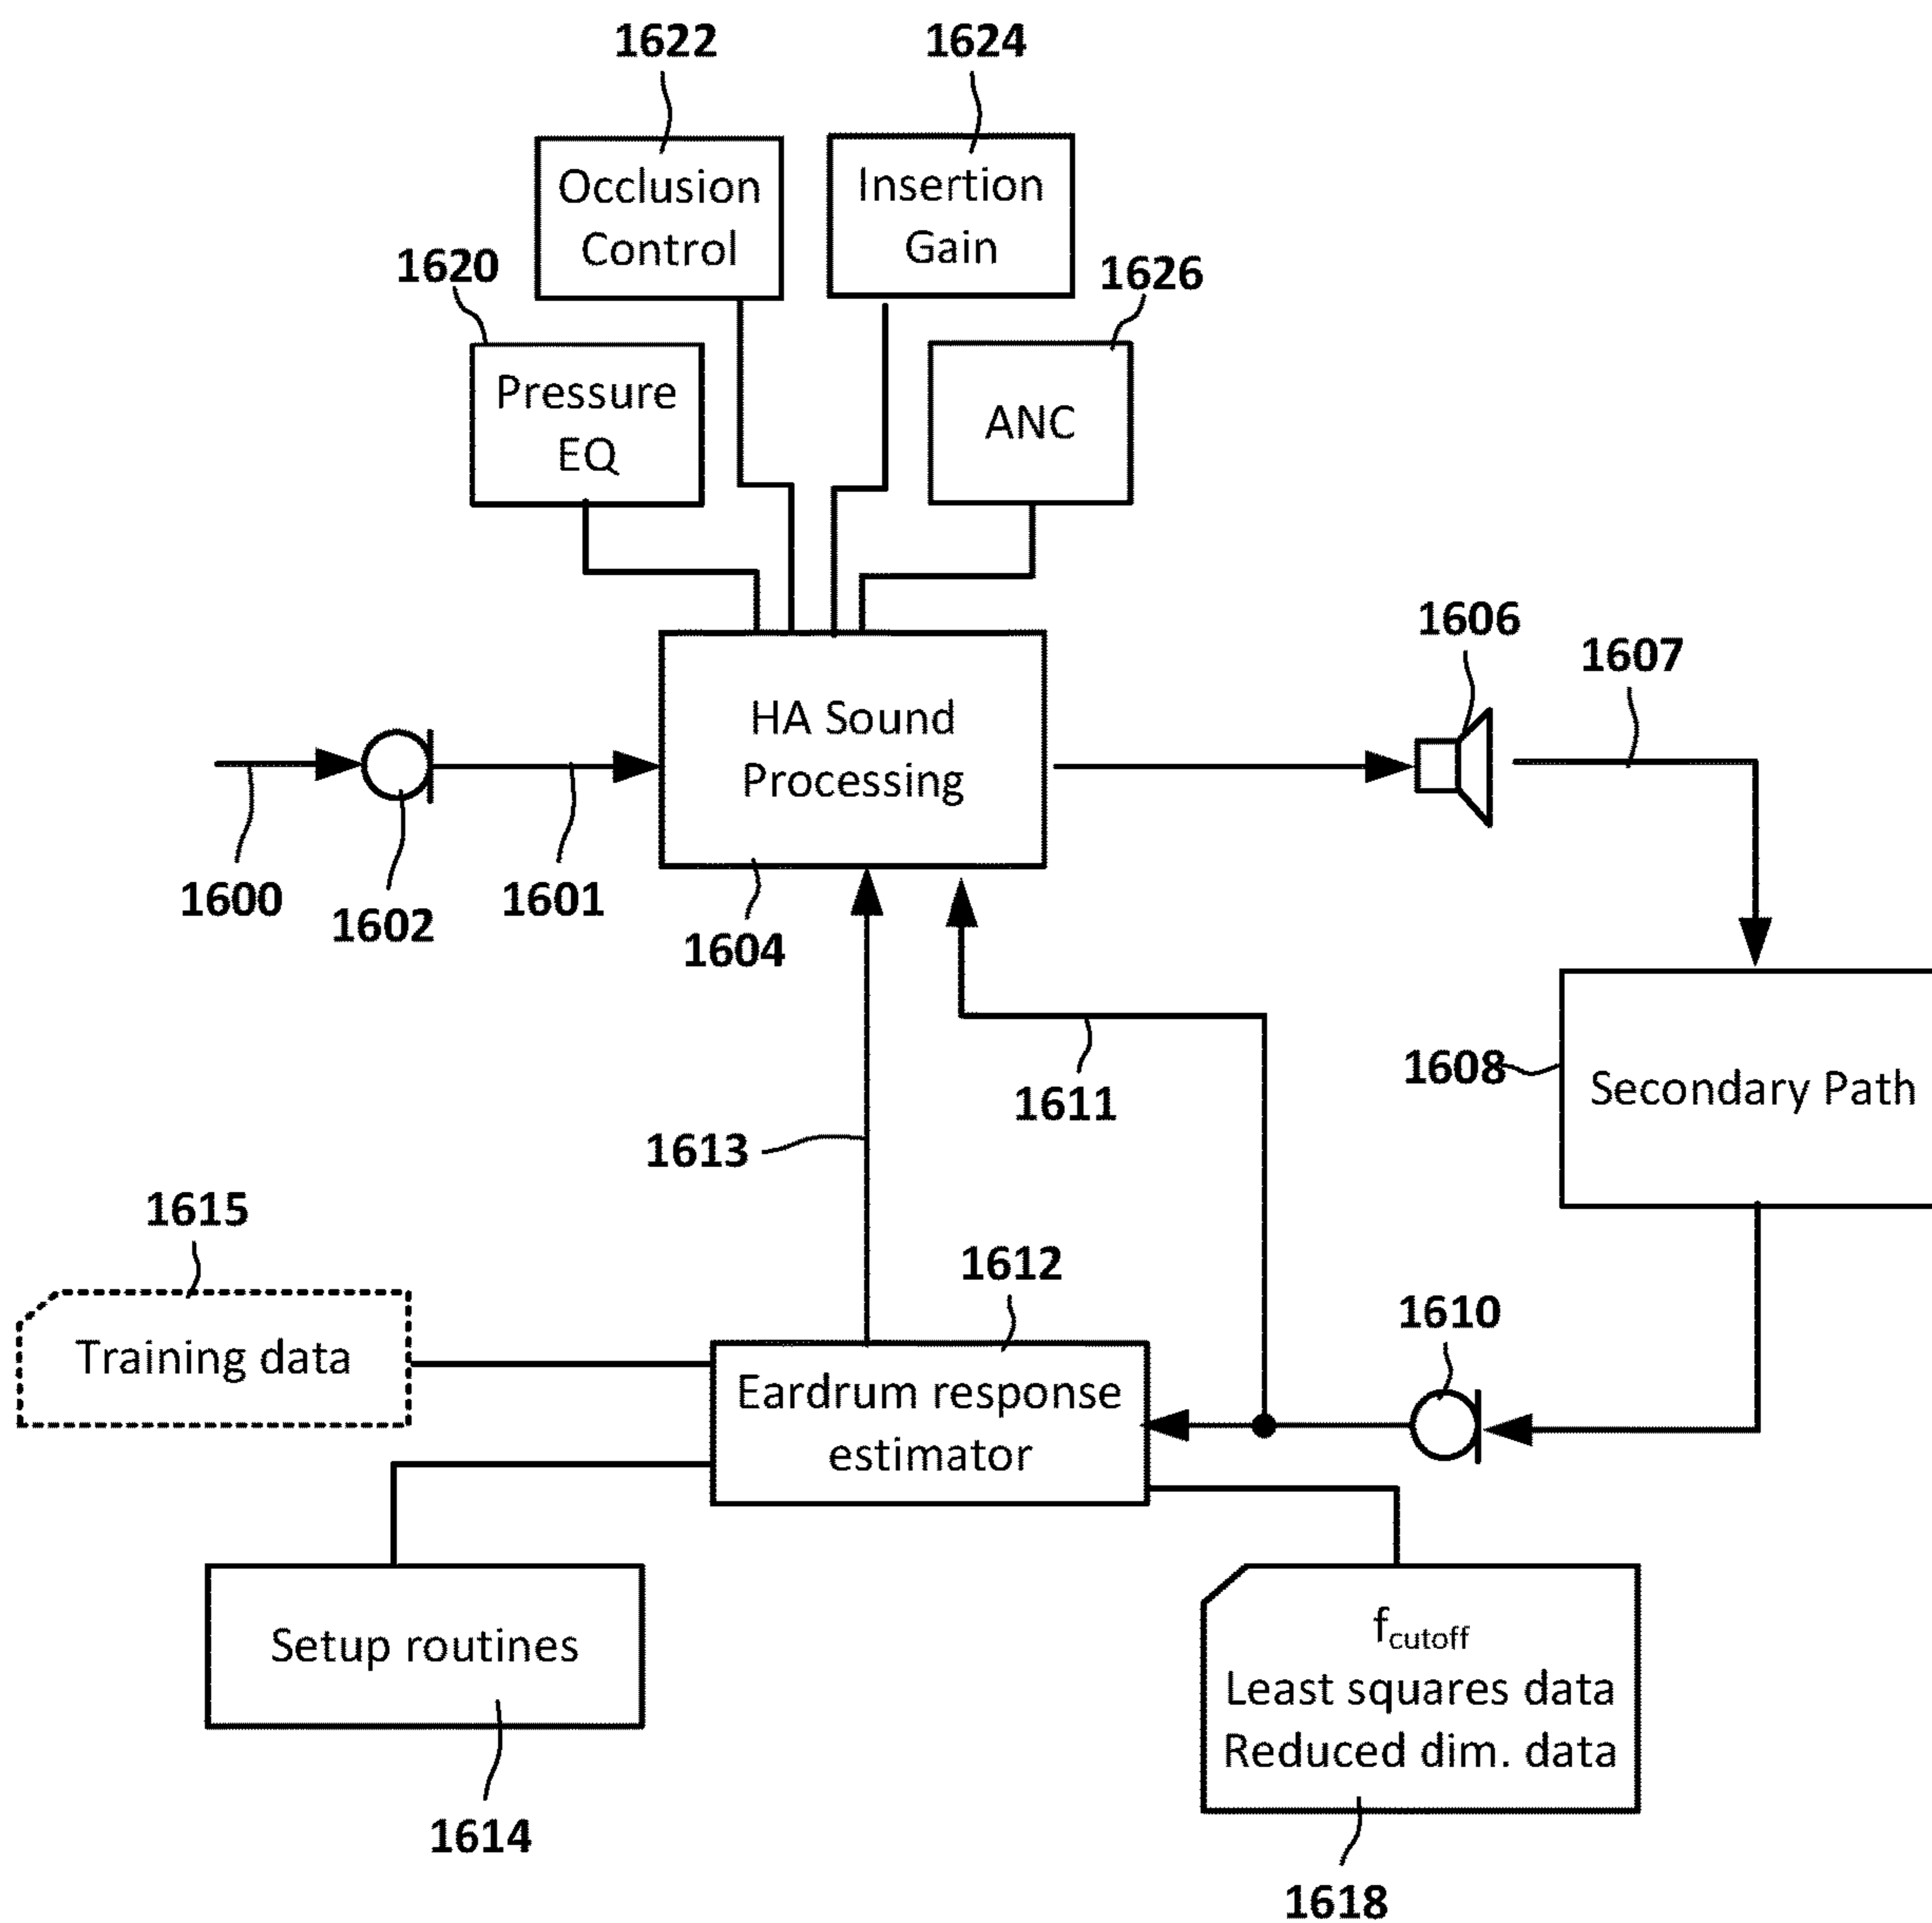 1622
1624
Occlusion
Control
Insertion
Gain
1620
1626
Pressure
EQ
ANC
1606
1607
HA Sound
Processing
1600
1602
1601
1604
1608
Secondary Path
1611
1613
1615
1612
1610
Training data
Eardrum response
estimator
Setup routines
fcutoff
Least squares data
Reduced dim. data
1614
1618